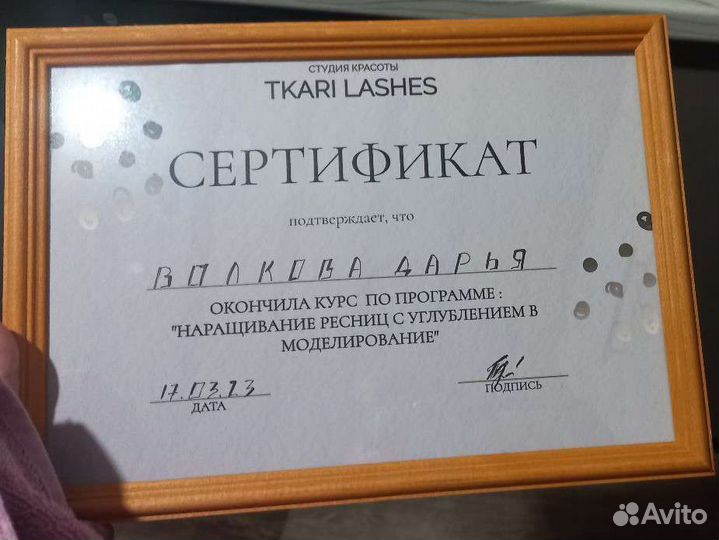 СТУДИЯ КРАСОТЫ
TKARI LASHES
СЕРТИФИКАТ
подтверждает, что
ВОЛКОВА ДАРЬЯ
ОКОНЧИЛА КУРС ПО ПРОГРАММЕ :
"НАРАЩИВАНИЕ РЕСНИЦ С УГЛУБЛЕНИЕМ В
МОДЕЛИРОВАНИЕ"
17.03.23
ДАТА
ПОДПИСЬ
Avito